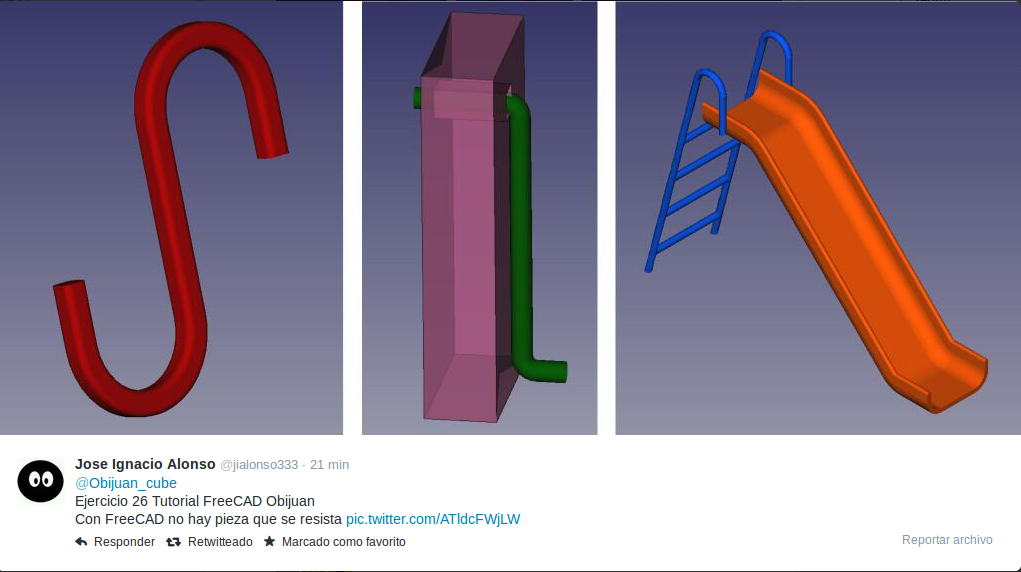 Jose Ignacio Alonso @jialonso333 · 21 min
@Obijuan_cube
Ejercicio 26 Tutorial FreeCAD Obijuan
Con FreeCAD no hay pieza que se resista pic.twitter.com/ATldcFWjLW
Responder Retwitteado Marcado como favorito
Reportar archivo